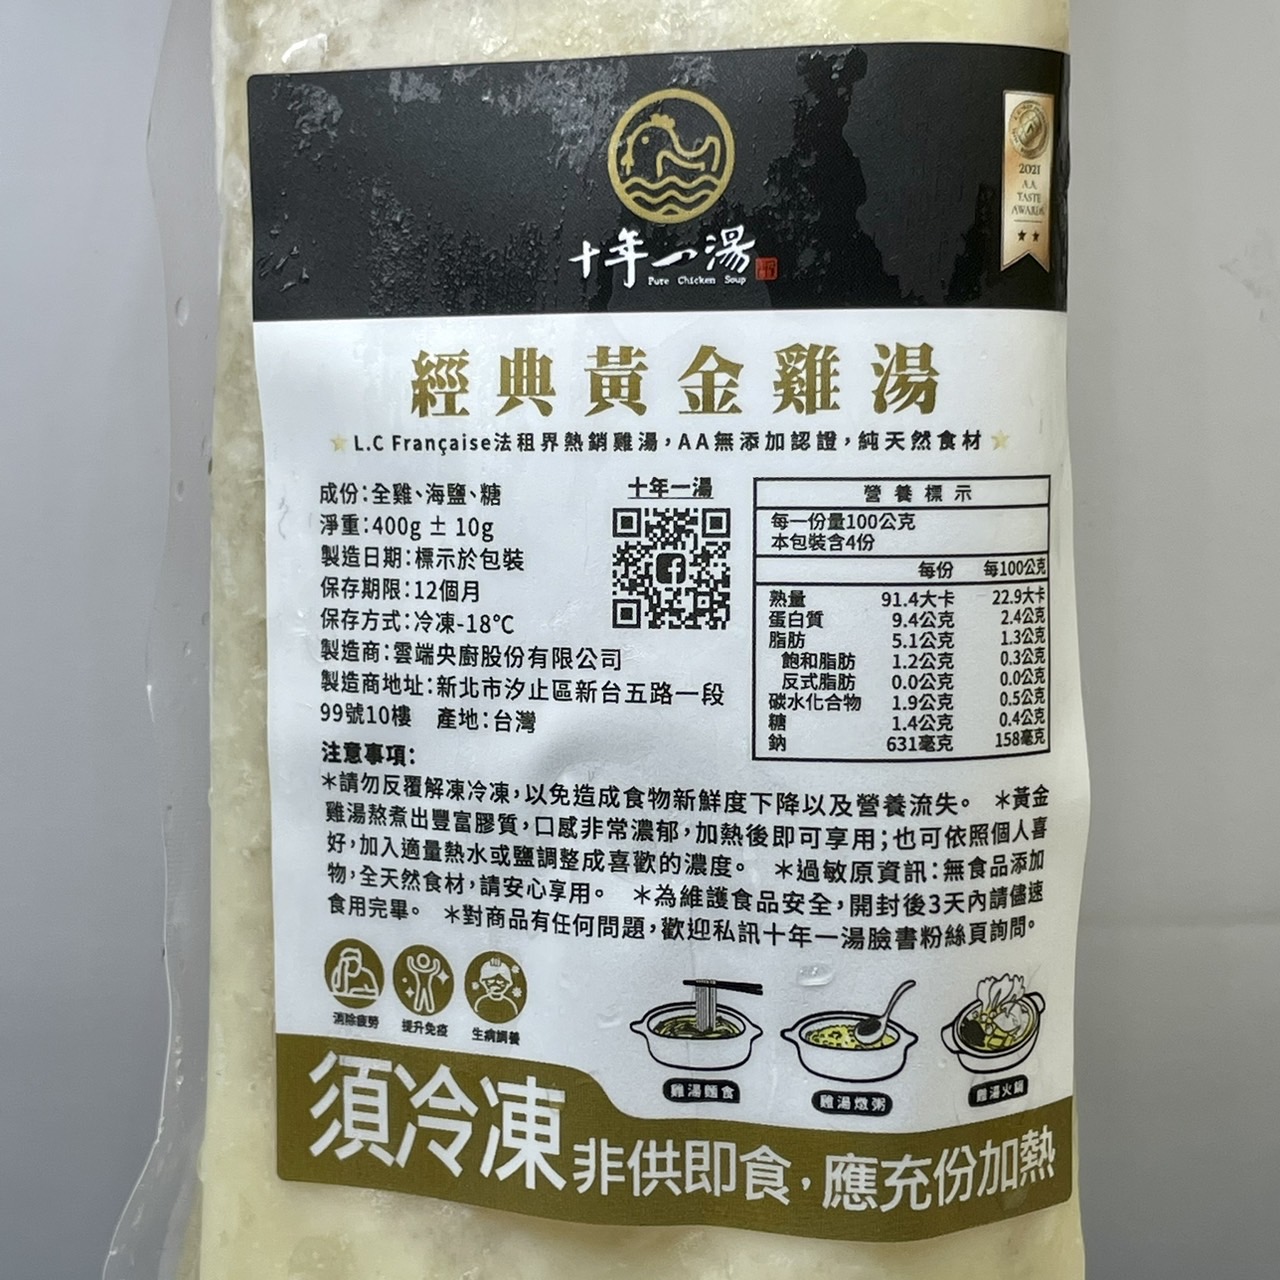 2021
A.A.
TASTE
AWARDS
十年一湯
Pure Chicken Soup
經典黃金雞湯
L.C Française法租界熱銷雞湯，AA無添加認證，純天然食材
成份：全雞、海鹽、糖
淨重：400g ± 10g
製造日期：標示於包裝
保存期限：12個月
保存方式：冷凍-18°C
製造商：雲端央廚股份有限公司
製造商地址：新北市汐止區新台五路一段
99號10樓 產地：台灣
十年一湯
營養標示
每一份量100公克
本包裝含4份
每份 每100公克
熱量 91.4大卡 22.9大卡
蛋白質 9.4公克 2.4公克
脂肪 5.1公克 1.3公克
飽和脂肪 1.2公克 0.3公克
反式脂肪 0.0公克 0.0公克
碳水化合物 1.9公克 0.5公克
糖 1.4公克 0.4公克
鈉 631毫克 158毫克
注意事項：
＊請勿反覆解凍冷凍，以免造成食物新鮮度下降以及營養流失。 ＊黃金
雞湯熬煮出豐富膠質，口感非常濃郁，加熱後即可享用；也可依照個人喜
好，加入適量熱水或鹽調整成喜歡的濃度。 ＊過敏原資訊：無食品添加
物，全天然食材，請安心享用。 ＊為維護食品安全，開封後3天內請儘速
食用完畢。 ＊對商品有任何問題，歡迎私訊十年一湯臉書粉絲頁詢問。
消除疲勞 提升免疫 生病調養
雞湯麵食 雞湯燉粥 雞湯火鍋
須冷凍非供即食，應充份加熱